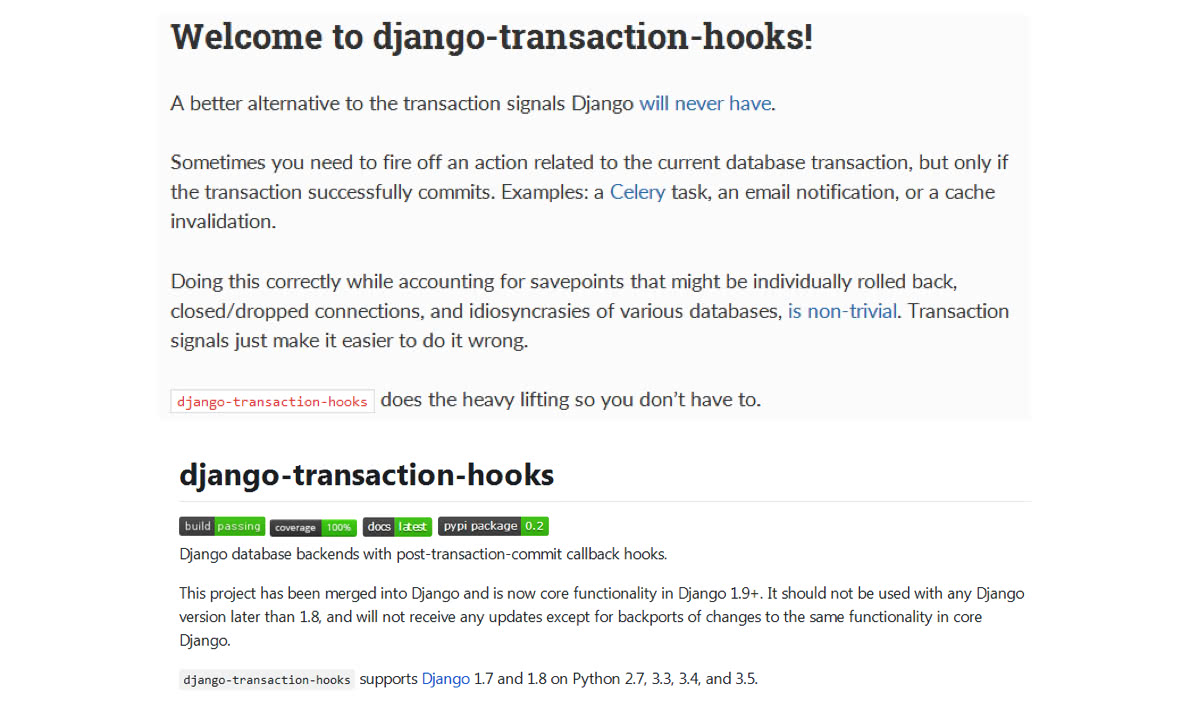 Welcome to django-transaction-hooks!
A better alternative to the transaction signals Django will never have.
Sometimes you need to fire off an action related to the current database transaction, but only if
the transaction successfully commits. Examples: a Celery task, an email notification, or a cache
invalidation.
Doing this correctly while accounting for savepoints that might be individually rolled back,
closed/dropped connections, and idiosyncrasies of various databases, is non-trivial. Transaction
signals just make it easier to do it wrong.
django-transaction-hooks does the heavy lifting so you don’t have to.
django-transaction-hooks
build passing coverage 100% docs latest pypi package 0.2
Django database backends with post-transaction-commit callback hooks.
This project has been merged into Django and is now core functionality in Django 1.9+. It should not be used with any Django
version later than 1.8, and will not receive any updates except for backports of changes to the same functionality in core
Django.
django-transaction-hooks supports Django 1.7 and 1.8 on Python 2.7, 3.3, 3.4, and 3.5.